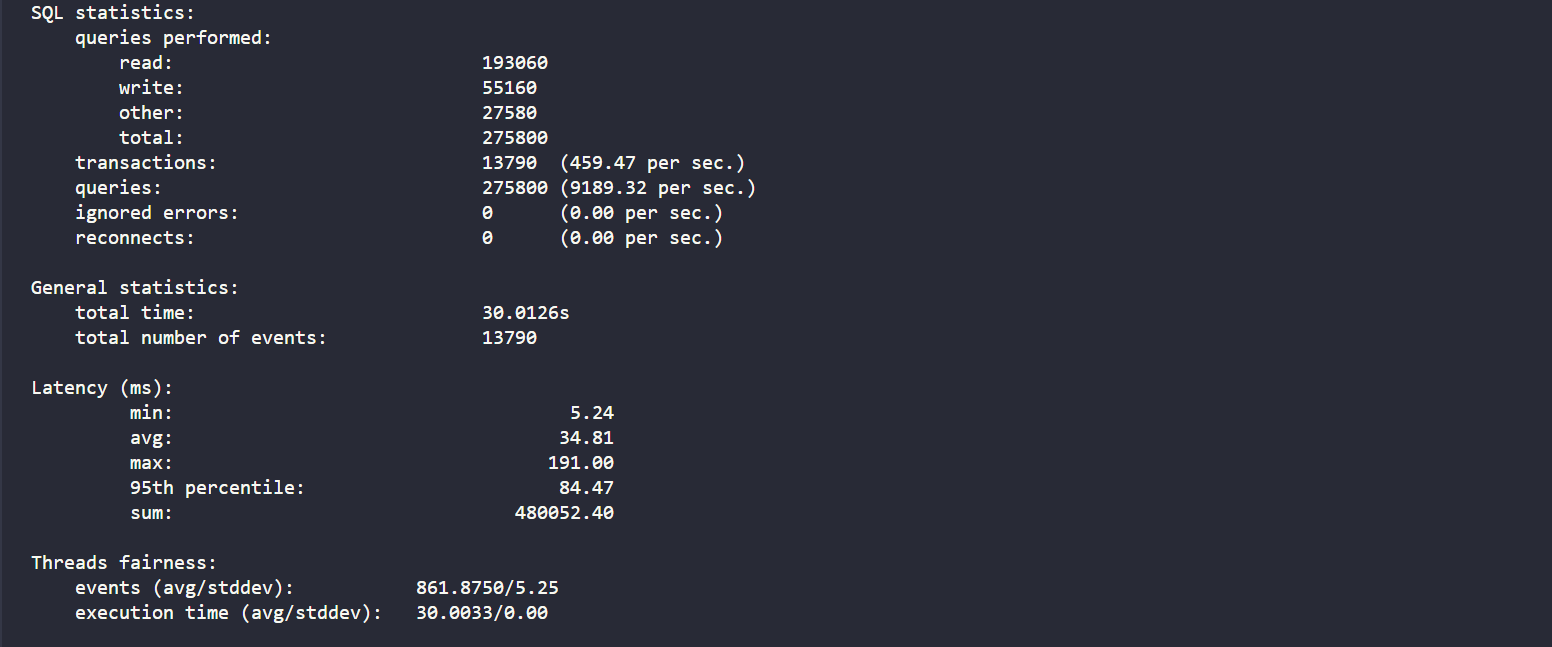 SQL statistics:
queries performed:
read: 193060
write: 55160
other: 27580
total: 275800
transactions: 13790 (459.47 per sec.)
queries: 275800 (9189.32 per sec.)
ignored errors: 0 (0.00 per sec.)
reconnects: 0 (0.00 per sec.)
General statistics:
total time: 30.0126s
total number of events: 13790
Latency (ms):
min: 5.24
avg: 34.81
max: 191.00
95th percentile: 84.47
sum: 480052.40
Threads fairness:
events (avg/stddev): 861.8750/5.25
execution time (avg/stddev): 30.0033/0.00